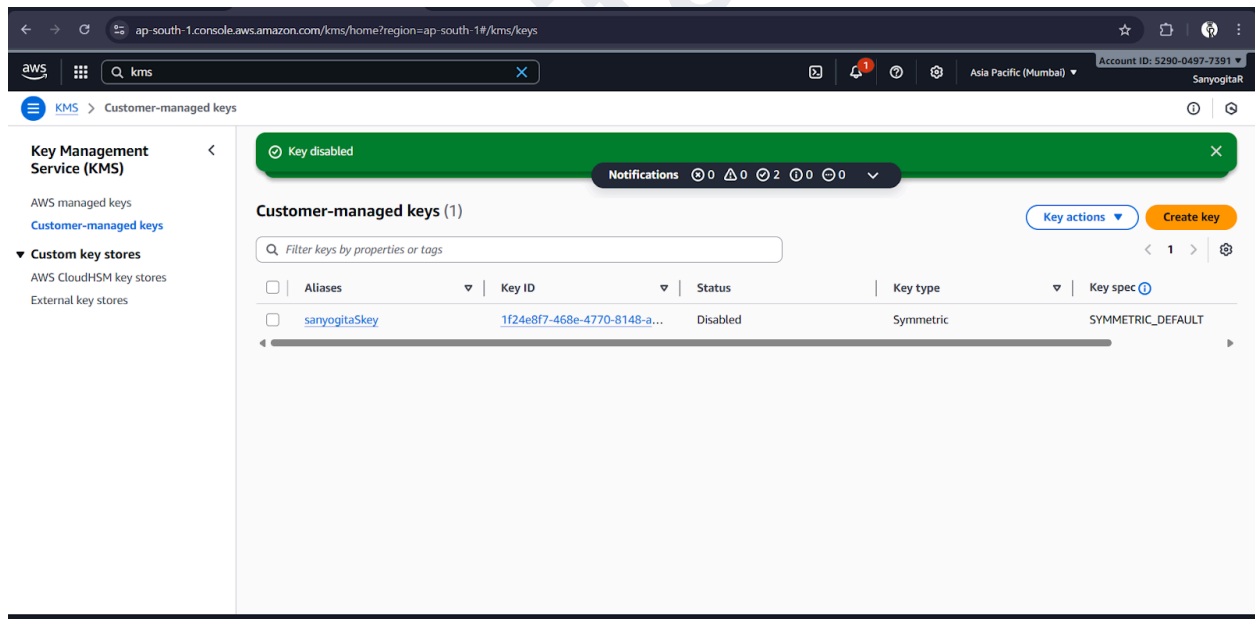 ap-south-1.console.aws.amazon.com/kms/home?region=ap-south-1#/kms/keys
aws
kms
1
Asia Pacific (Mumbai)
Account ID: 5290-0497-7391
SanyogitaR
KMS > Customer-managed keys
Key Management
Service (KMS)
AWS managed keys
Customer-managed keys
Custom key stores
AWS CloudHSM key stores
External key stores
Key disabled
Notifications 0 0 2 0 0
Customer-managed keys (1)
Key actions
Create key
Filter keys by properties or tags
1
Aliases Key ID Status Key type Key spec
sanyogitaSkey 1f24e8f7-468e-4770-8148-a... Disabled Symmetric SYMMETRIC_DEFAULT